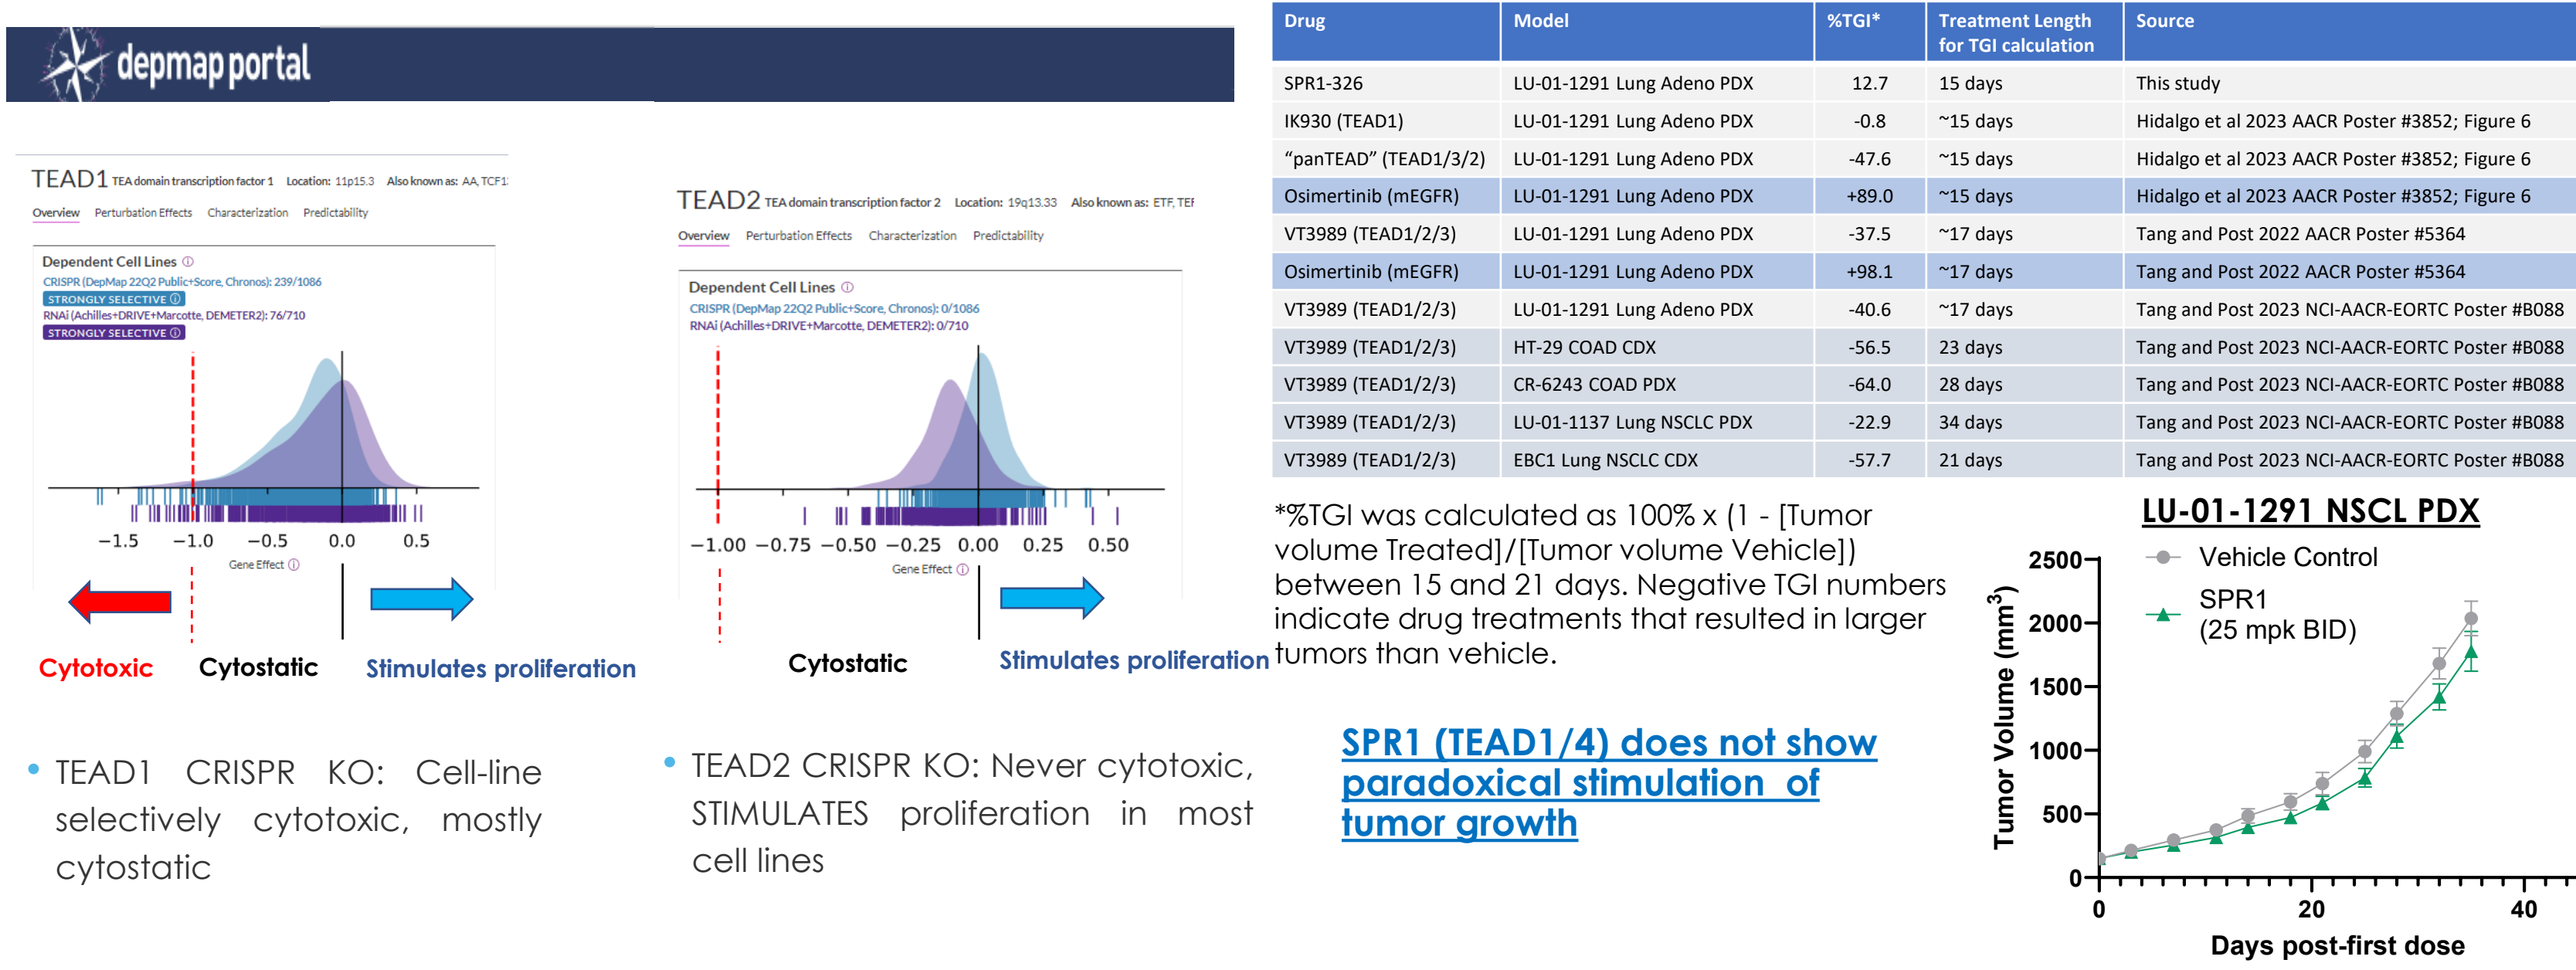 depmap portal
TEAD1 TEA domain transcription factor 1 Location: 11p15.3 Also known as: AA, TCF1
Overview Perturbation Effects Characterization Predictability
Dependent Cell Lines
CRISPR (DepMap 22Q2 Public+Score, Chronos): 239/1086
STRONGLY SELECTIVE
RNAi (Achilles+DRIVE+Marcotte, DEMETER2): 76/710
STRONGLY SELECTIVE
−1.5 −1.0 −0.5 0.0 0.5
Gene Effect
Cytotoxic Cytostatic Stimulates proliferation
• TEAD1 CRISPR KO: Cell-line
selectively cytotoxic, mostly
cytostatic
TEAD2 TEA domain transcription factor 2 Location: 19q13.33 Also known as: ETF, TEF
Overview Perturbation Effects Characterization Predictability
Dependent Cell Lines
CRISPR (DepMap 22Q2 Public+Score, Chronos): 0/1086
RNAi (Achilles+DRIVE+Marcotte, DEMETER2): 0/710
−1.00 −0.75 −0.50 −0.25 0.00 0.25 0.50
Gene Effect
Cytostatic Stimulates proliferation
• TEAD2 CRISPR KO: Never cytotoxic,
STIMULATES proliferation in most
cell lines
Drug Model %TGI* Treatment Length Source
for TGI calculation
SPR1-326 LU-01-1291 Lung Adeno PDX 12.7 15 days This study
IK930 (TEAD1) LU-01-1291 Lung Adeno PDX -0.8 ~15 days Hidalgo et al 2023 AACR Poster #3852; Figure 6
“panTEAD” (TEAD1/3/2) LU-01-1291 Lung Adeno PDX -47.6 ~15 days Hidalgo et al 2023 AACR Poster #3852; Figure 6
Osimertinib (mEGFR) LU-01-1291 Lung Adeno PDX +89.0 ~15 days Hidalgo et al 2023 AACR Poster #3852; Figure 6
VT3989 (TEAD1/2/3) LU-01-1291 Lung Adeno PDX -37.5 ~17 days Tang and Post 2022 AACR Poster #5364
Osimertinib (mEGFR) LU-01-1291 Lung Adeno PDX +98.1 ~17 days Tang and Post 2022 AACR Poster #5364
VT3989 (TEAD1/2/3) LU-01-1291 Lung Adeno PDX -40.6 ~17 days Tang and Post 2023 NCI-AACR-EORTC Poster #B088
VT3989 (TEAD1/2/3) HT-29 COAD CDX -56.5 23 days Tang and Post 2023 NCI-AACR-EORTC Poster #B088
VT3989 (TEAD1/2/3) CR-6243 COAD PDX -64.0 28 days Tang and Post 2023 NCI-AACR-EORTC Poster #B088
VT3989 (TEAD1/2/3) LU-01-1137 Lung NSCLC PDX -22.9 34 days Tang and Post 2023 NCI-AACR-EORTC Poster #B088
VT3989 (TEAD1/2/3) EBC1 Lung NSCLC CDX -57.7 21 days Tang and Post 2023 NCI-AACR-EORTC Poster #B088
*%TGI was calculated as 100% x (1 - [Tumor
volume Treated]/[Tumor volume Vehicle])
between 15 and 21 days. Negative TGI numbers
indicate drug treatments that resulted in larger
tumors than vehicle.
SPR1 (TEAD1/4) does not show
paradoxical stimulation of
tumor growth
LU-01-1291 NSCL PDX
Vehicle Control
SPR1
(25 mpk BID)
Tumor Volume (mm³)
2500
2000
1500
1000
500
0
0 20 40
Days post-first dose